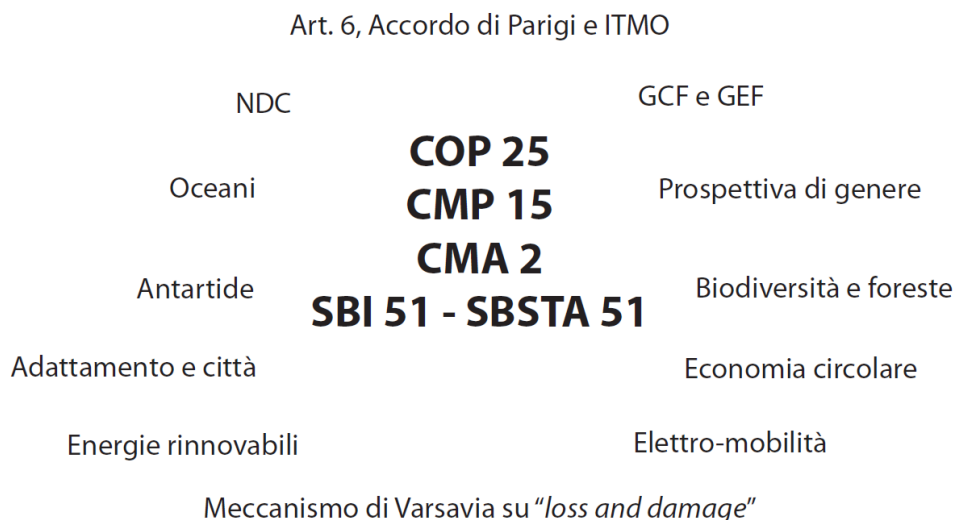 Art. 6, Accordo di Parigi e ITMO
NDC
GCF e GEF
COP 25
Oceani
CMP 15
Prospettiva di genere
CMA 2
Antartide
Biodiversità e foreste
SBI 51 - SBSTA 51
Adattamento e città
Economia circolare
Energie rinnovabili
Elettro-mobilità
Meccanismo di Varsavia su “loss and damage”